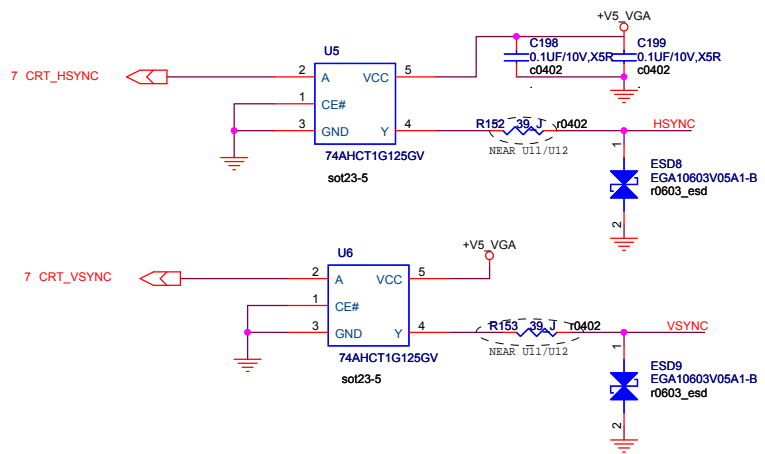 +V5_VGA
U5
C198
0.1UF/10V,X5R
c0402
.
C199
0.1UF/10V,X5R
c0402
.
7 CRT_HSYNC
2 A VCC 5
1 CE#
3 GND Y 4
74AHCT1G125GV
sot23-5
R152 39 J r0402
NEAR U11/U12
HSYNC
1
ESD8
EGA10603V05A1-B
r0603_esd
2
U6
+V5_VGA
7 CRT_VSYNC
2 A VCC 5
1 CE#
3 GND Y 4
74AHCT1G125GV
sot23-5
R153 39 J r0402
NEAR U11/U12
VSYNC
1
ESD9
EGA10603V05A1-B
r0603_esd
2